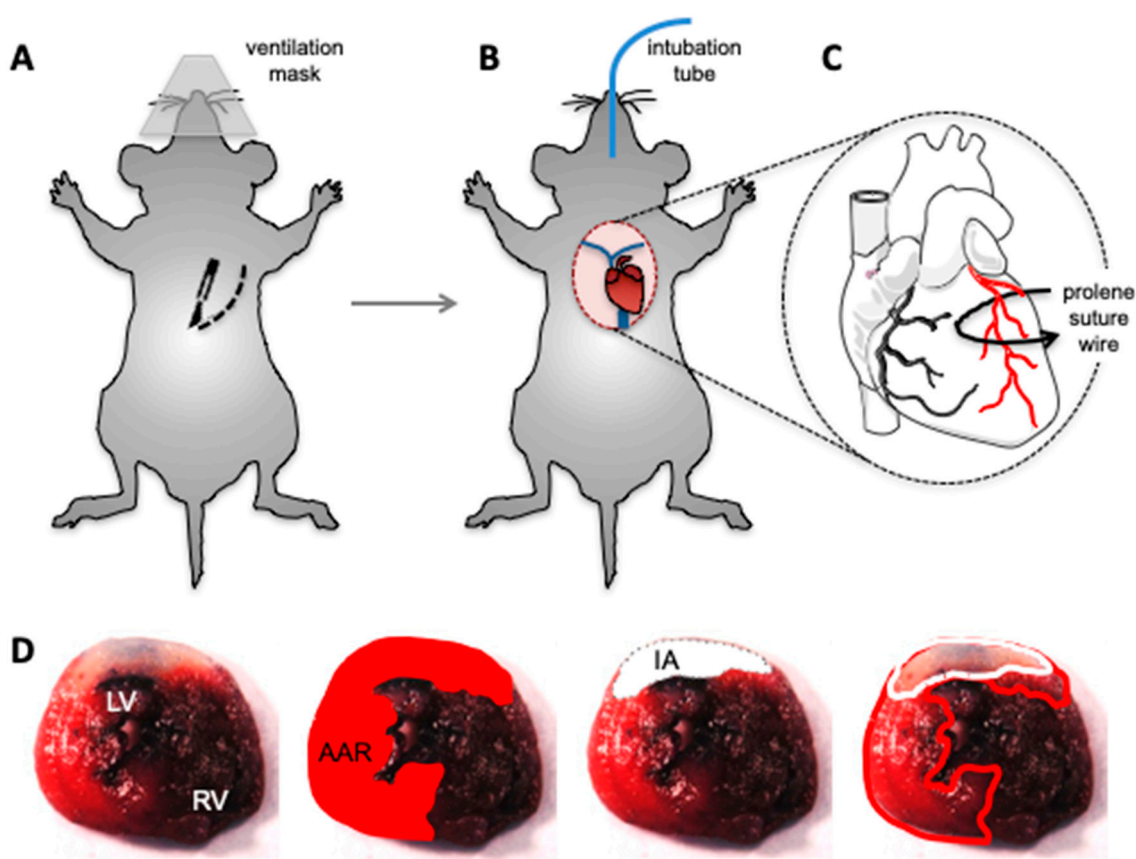 A
ventilation
mask
B
intubation
tube
C
prolene
suture
wire
D
LV
RV
AAR
IA